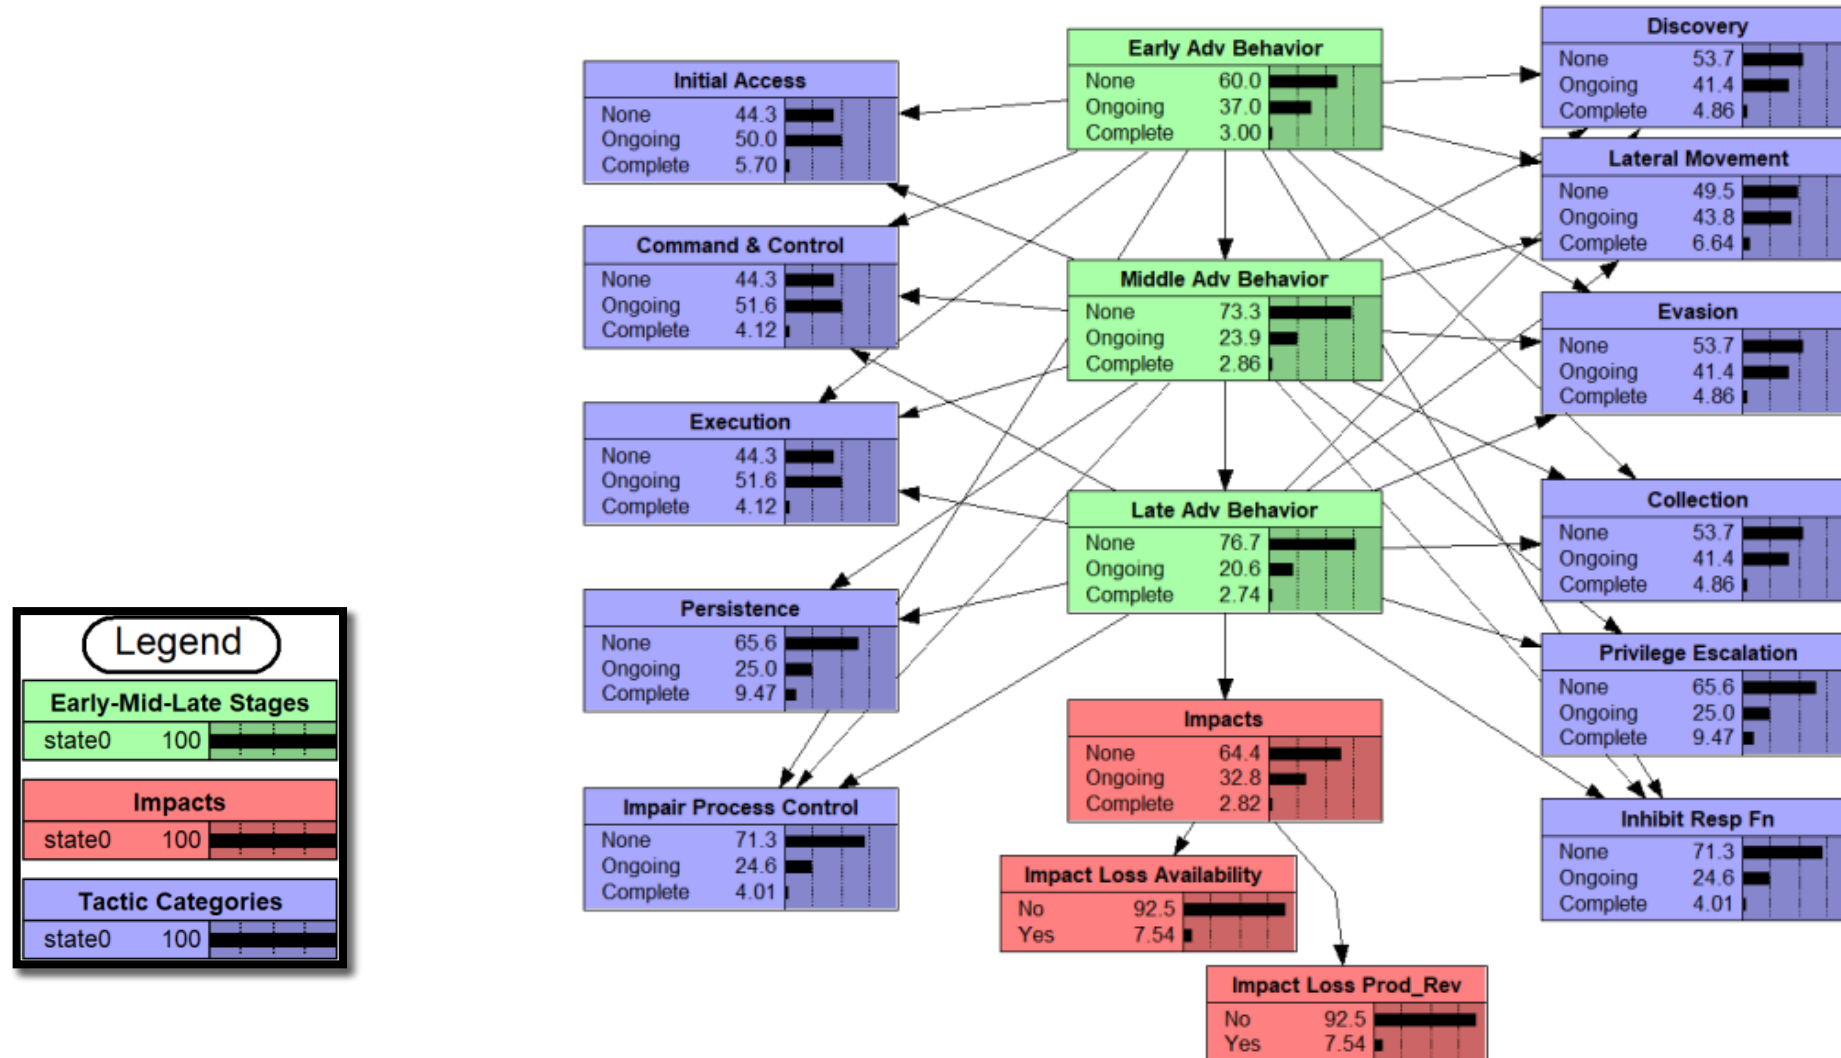 Legend
Early-Mid-Late Stages
state0 100
Impacts
state0 100
Tactic Categories
state0 100
Initial Access
None 44.3
Ongoing 50.0
Complete 5.70
Command & Control
None 44.3
Ongoing 51.6
Complete 4.12
Execution
None 44.3
Ongoing 51.6
Complete 4.12
Persistence
None 65.6
Ongoing 25.0
Complete 9.47
Impair Process Control
None 71.3
Ongoing 24.6
Complete 4.01
Early Adv Behavior
None 60.0
Ongoing 37.0
Complete 3.00
Middle Adv Behavior
None 73.3
Ongoing 23.9
Complete 2.86
Late Adv Behavior
None 76.7
Ongoing 20.6
Complete 2.74
Impacts
None 64.4
Ongoing 32.8
Complete 2.82
Impact Loss Availability
No 92.5
Yes 7.54
Impact Loss Prod_Rev
No 92.5
Yes 7.54
Discovery
None 53.7
Ongoing 41.4
Complete 4.86
Lateral Movement
None 49.5
Ongoing 43.8
Complete 6.64
Evasion
None 53.7
Ongoing 41.4
Complete 4.86
Collection
None 53.7
Ongoing 41.4
Complete 4.86
Privilege Escalation
None 65.6
Ongoing 25.0
Complete 9.47
Inhibit Resp Fn
None 71.3
Ongoing 24.6
Complete 4.01